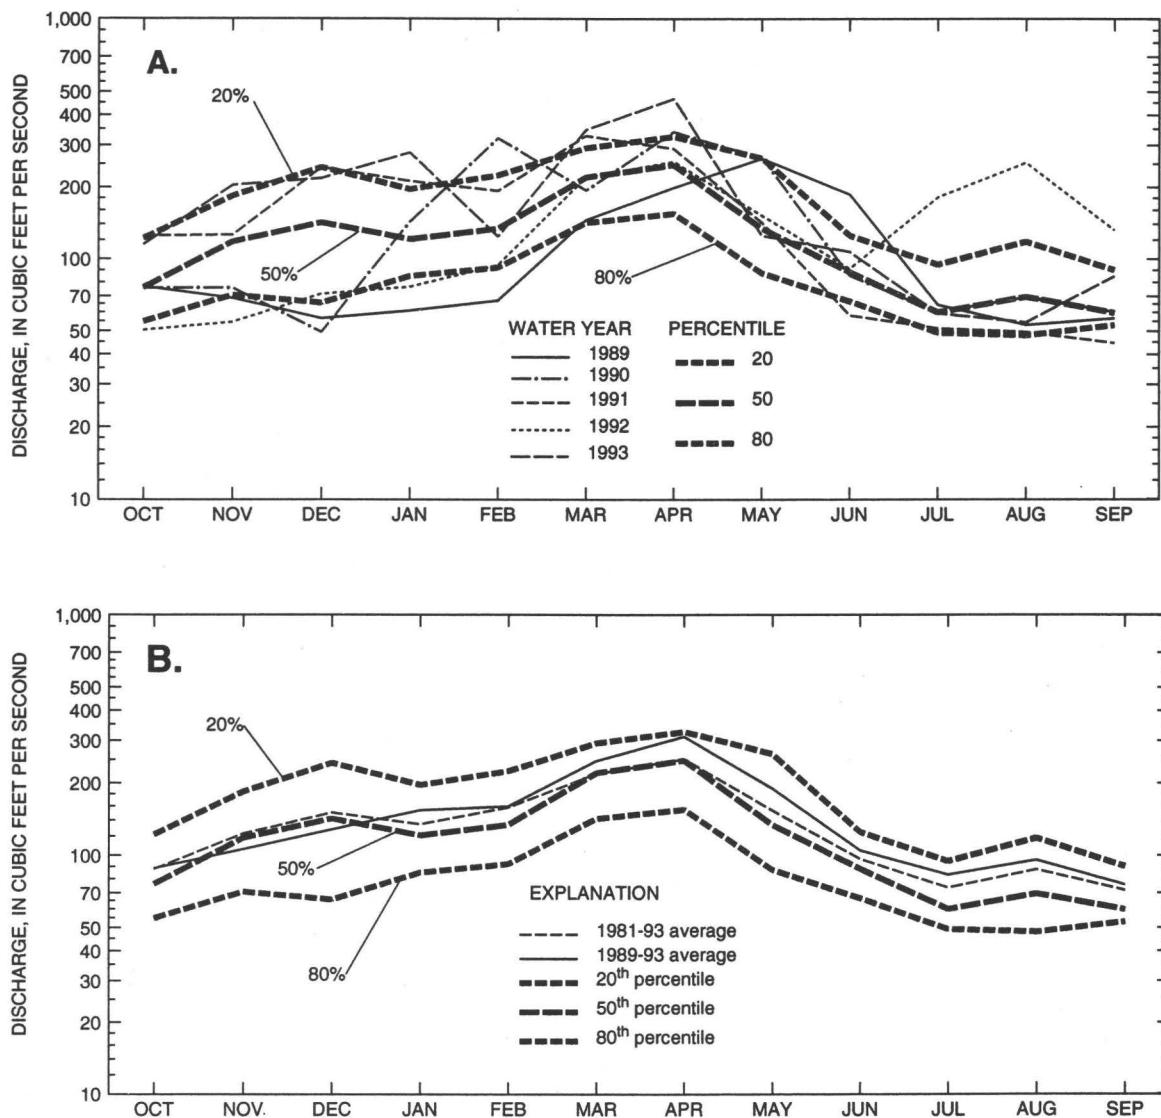 DISCHARGE, IN CUBIC FEET PER SECOND
1,000
700
500
400
300
200
100
70
50
40
30
20
10
A.
20%
50%
80%
WATER YEAR
1989
1990
1991
1992
1993
PERCENTILE
20
50
80
OCT NOV DEC JAN FEB MAR APR MAY JUN JUL AUG SEP
DISCHARGE, IN CUBIC FEET PER SECOND
1,000
700
500
400
300
200
100
70
50
40
30
20
10
B.
20%
50%
80%
EXPLANATION
1981-93 average
1989-93 average
20th percentile
50th percentile
80th percentile
OCT NOV. DEC JAN FEB MAR APR MAY JUN JUL AUG SEP